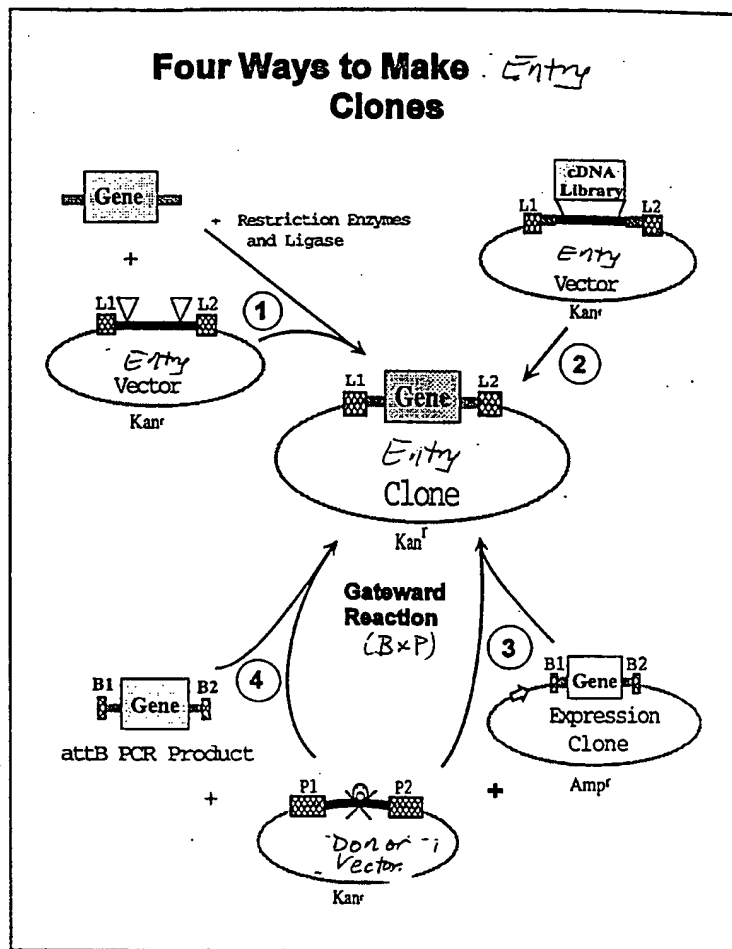 Four Ways to Make Entry
Clones
Gene
+ Restriction Enzymes
and Ligase
+
L1 L2
Entry
Vector
Kanr
1
cDNA
Library
L1 L2
Entry
Vector
Kanr
2
L1 Gene L2
Entry
Clone
Kanr
Gateward
Reaction
(B×P)
4
3
B1 Gene B2
attB PCR Product
+
B1 Gene B2
Expression
Clone
Ampr
+
P1 P2
Donor
Vector
Kanr